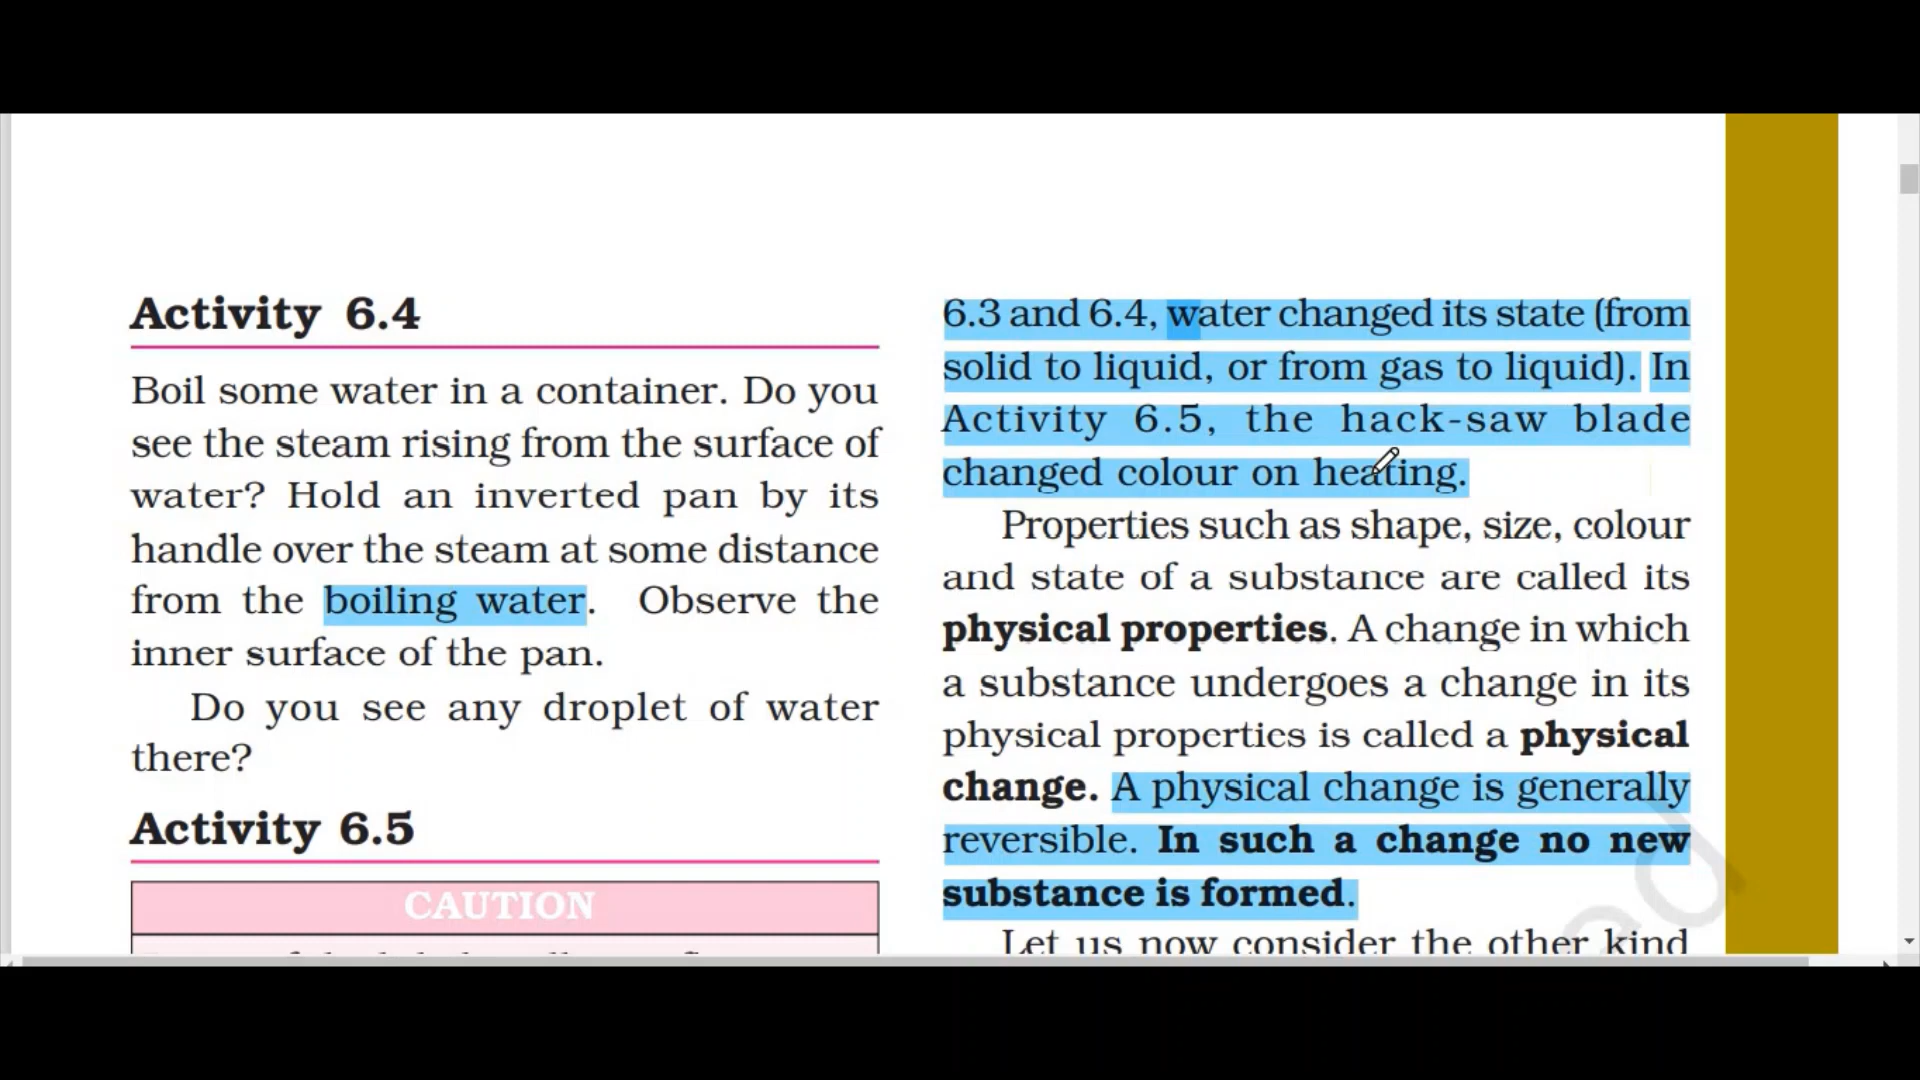 Activity 6.4
Boil some water in a container. Do you
see the steam rising from the surface of
water? Hold an inverted pan by its
handle over the steam at some distance
from the boiling water. Observe the
inner surface of the pan.
Do you see any droplet of water
there?
Activity 6.5
CAUTION
6.3 and 6.4, water changed its state (from
solid to liquid, or from gas to liquid). In
Activity 6.5, the hack-saw blade
changed colour on heating.
Properties such as shape, size, colour
and state of a substance are called its
physical properties. A change in which
a substance undergoes a change in its
physical properties is called a physical
change. A physical change is generally
reversible. In such a change no new
substance is formed.
Let us now consider the other kind